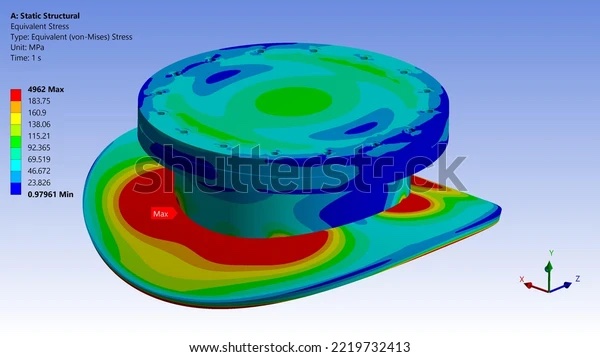 A: Static Structural
Equivalent Stress
Type: Equivalent (von-Mises) Stress
Unit: MPa
Time: 1 s
4962 Max
183.75
160.9
138.06
115.21
92.365
69.519
46.672
23.826
0.97961 Min
Max
Y
X
Z
shutterstock
shutterstock.com · 2219732413